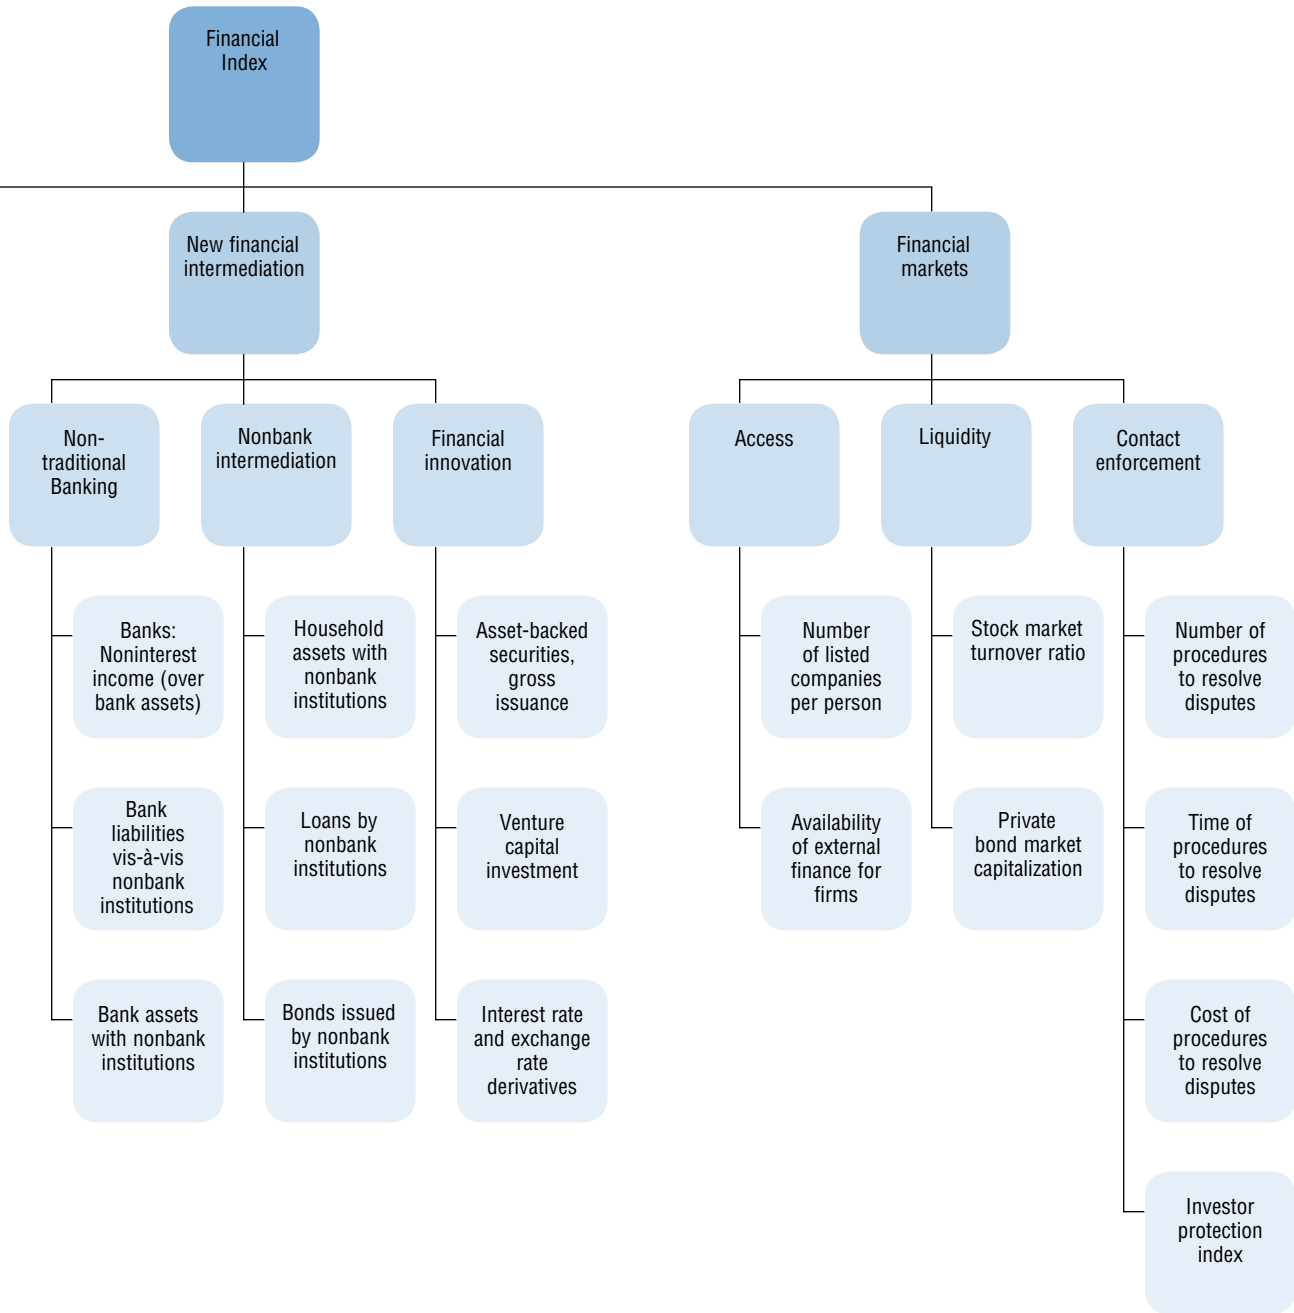 Financial
Index
New financial
intermediation
Financial
markets
Non-
traditional
Banking
Nonbank
intermediation
Financial
innovation
Access
Liquidity
Contact
enforcement
Banks:
Noninterest
income (over
bank assets)
Household
assets with
nonbank
institutions
Asset-backed
securities,
gross
issuance
Number
of listed
companies
per person
Stock market
turnover ratio
Number of
procedures
to resolve
disputes
Bank
liabilities
vis-à-vis
nonbank
institutions
Loans by
nonbank
institutions
Venture
capital
investment
Availability
of external
finance for
firms
Private
bond market
capitalization
Time of
procedures
to resolve
disputes
Bank assets
with nonbank
institutions
Bonds issued
by nonbank
institutions
Interest rate
and exchange
rate
derivatives
Cost of
procedures
to resolve
disputes
Investor
protection
index